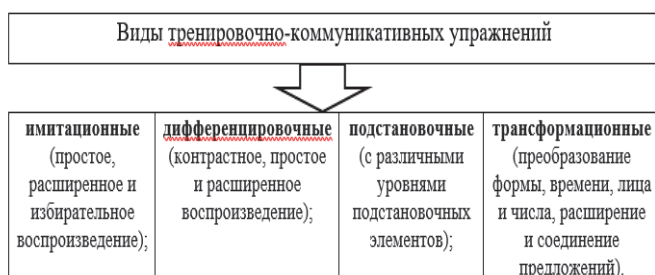 Виды тренировочно-коммуникативных упражнений
имитационные
(простое,
расширенное и
избирательное
воспроизведение);
дифференцировочные
(контрастное, простое
и расширенное
воспроизведение);
подстановочные
(с различными
уровнями
подстановочных
элементов);
трансформационные
(преобразование
формы, времени, лица
и числа, расширение
и соединение
предложений)